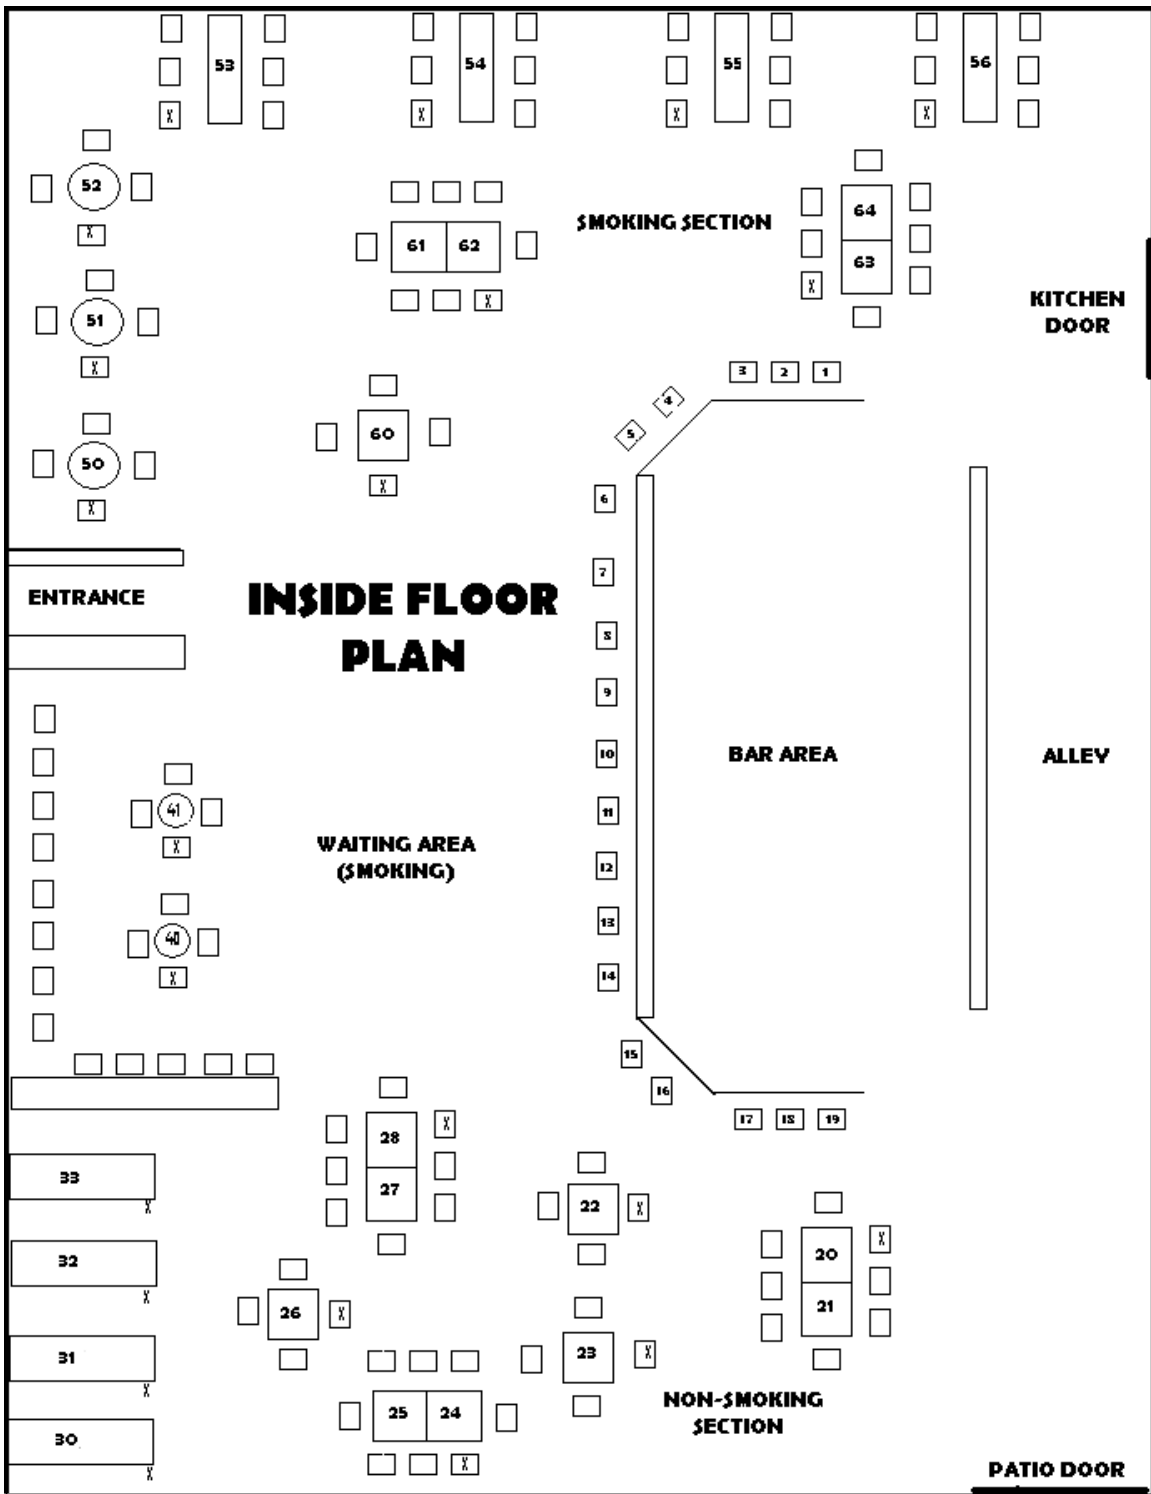 53
54
55
56
X
X
X
X
52
X
61
62
X
SMOKING SECTION
64
63
X
KITCHEN
DOOR
51
X
3
2
1
4
5
50
X
60
X
6
7
8
9
10
11
12
13
14
15
16
17
18
19
ENTRANCE
INSIDE FLOOR
PLAN
BAR AREA
ALLEY
41
X
WAITING AREA
(SMOKING)
40
X
33
X
32
X
31
X
30
X
28
X
27
22
X
20
X
21
26
X
23
X
25
24
X
NON-SMOKING
SECTION
PATIO DOOR